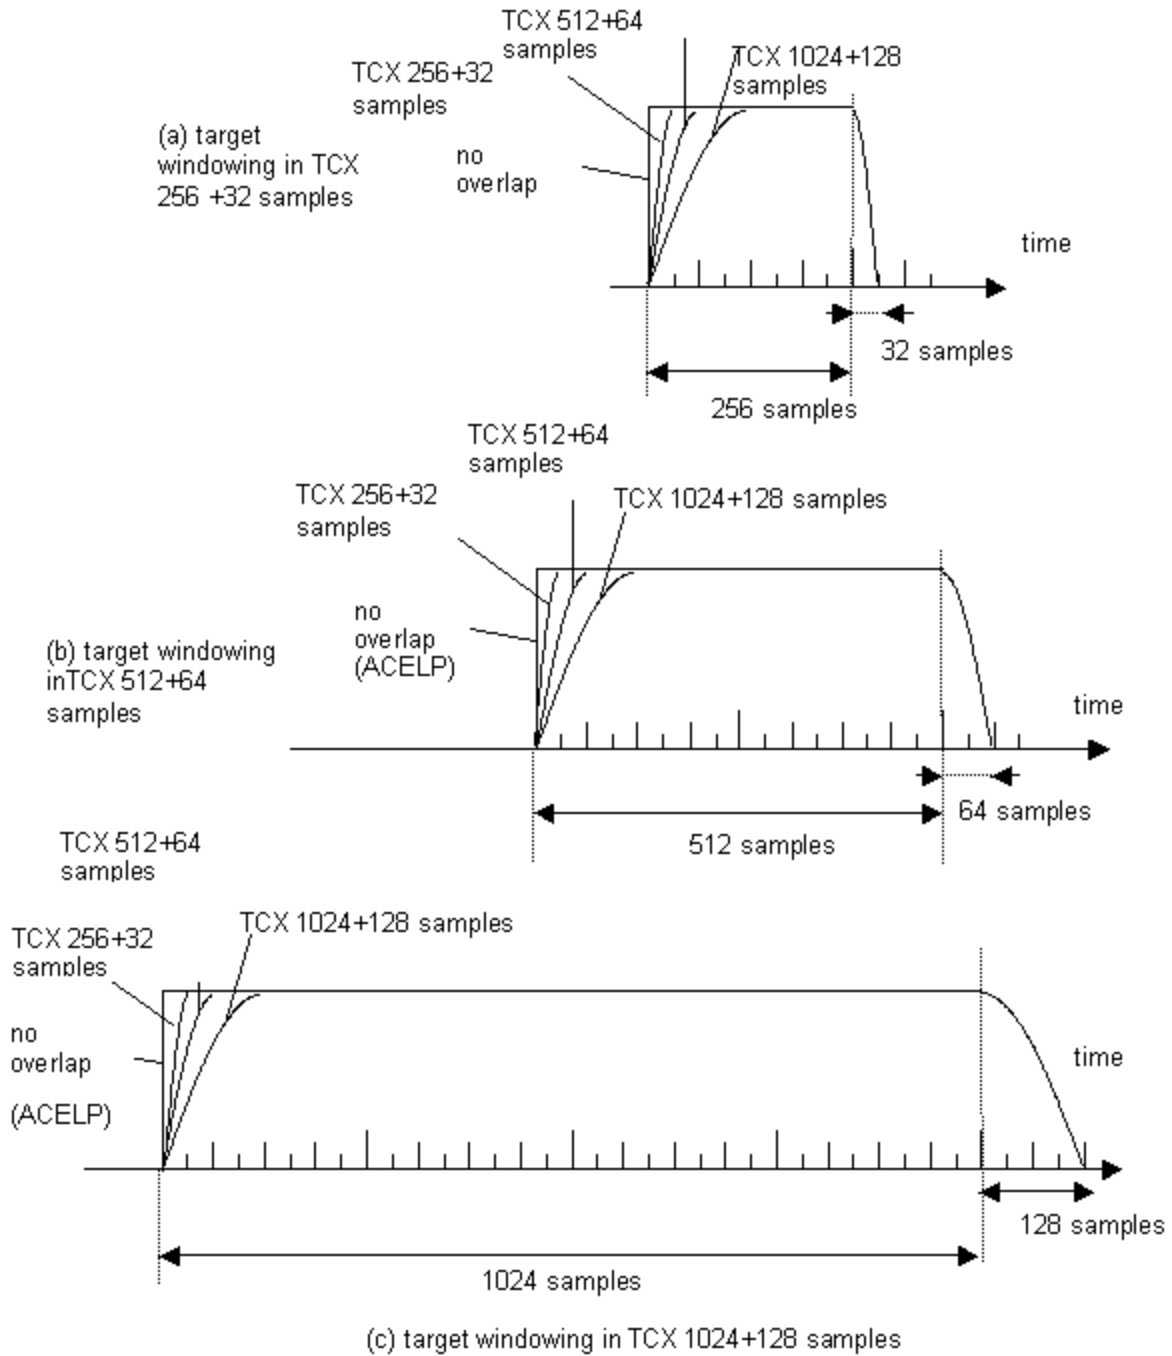 TCX 512+64
samples
TCX 1024+128
samples
TCX 256+32
samples
(a) target
windowing in TCX
256 +32 samples
no
overlap
time
32 samples
256 samples
TCX 512+64
samples
TCX 256+32
samples
TCX 1024+128 samples
no
overlap
(ACELP)
(b) target windowing
inTCX 512+64
samples
time
64 samples
512 samples
TCX 512+64
samples
TCX 1024+128 samples
TCX 256+32
samples
no
overlap
(ACELP)
time
128 samples
1024 samples
(c) target windowing in TCX 1024+128 samples